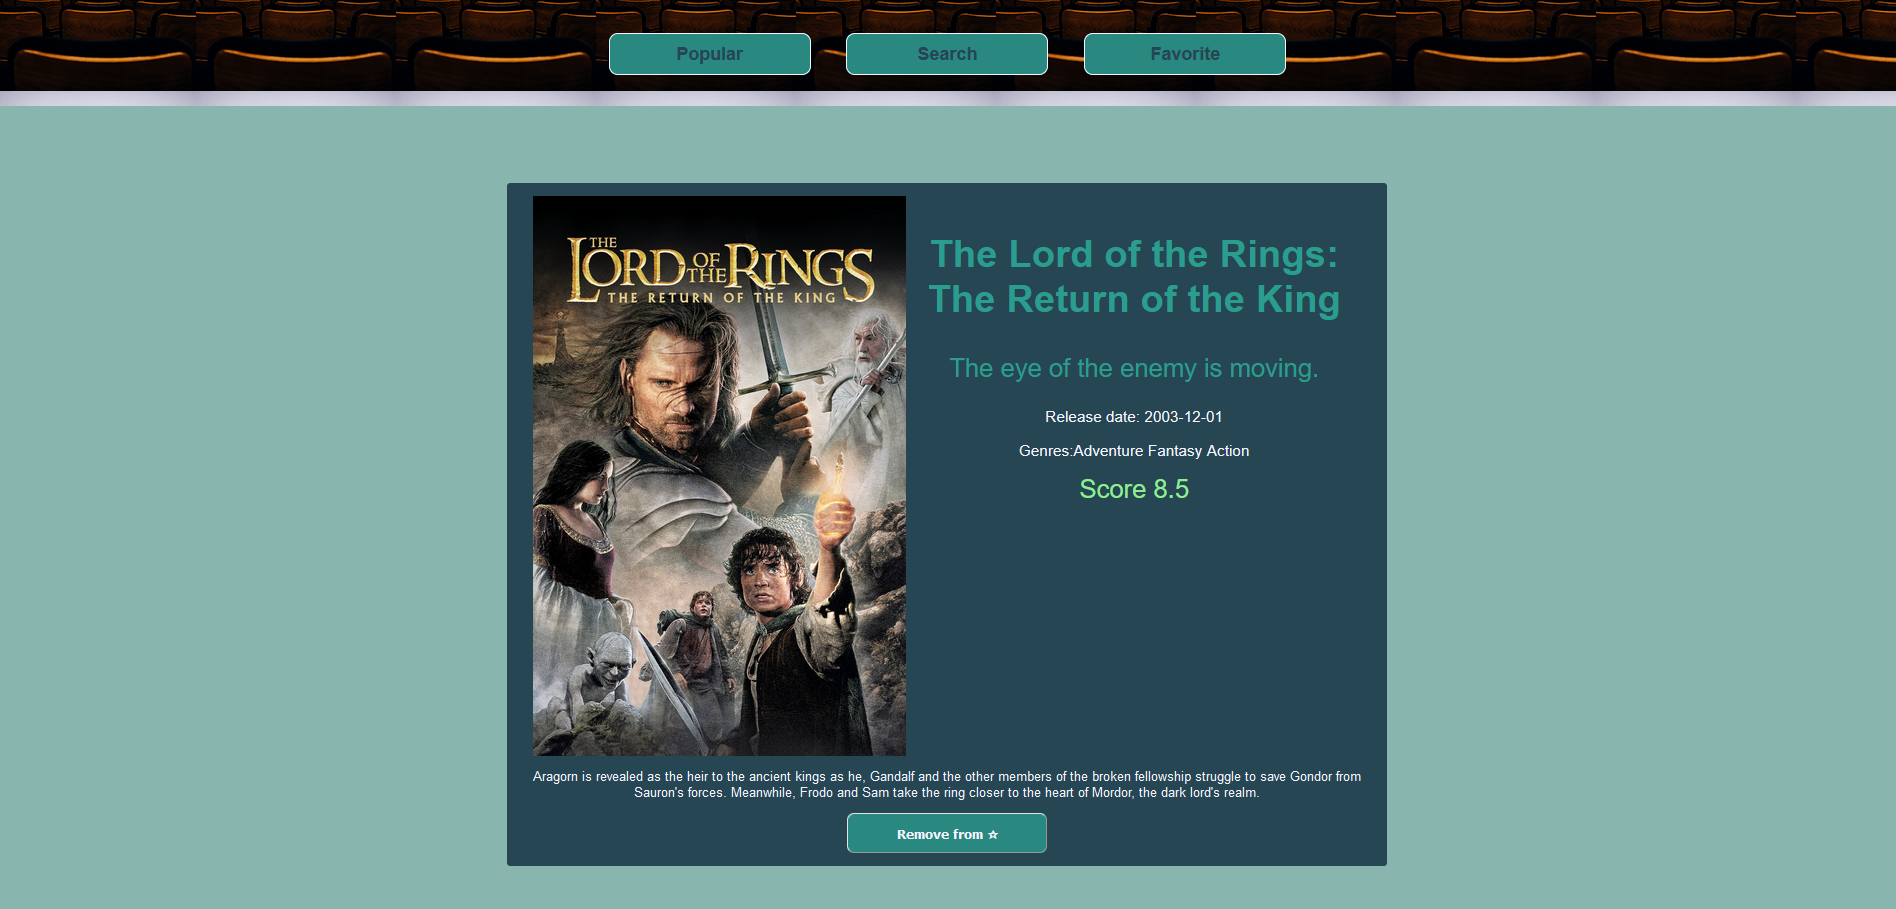 Popular
Search
Favorite
THE LORD OF THE RINGS
THE RETURN OF THE KING
The Lord of the Rings:
The Return of the King
The eye of the enemy is moving.
Release date: 2003-12-01
Genres:Adventure Fantasy Action
Score 8.5
Aragorn is revealed as the heir to the ancient kings as he, Gandalf and the other members of the broken fellowship struggle to save Gondor from
Sauron's forces. Meanwhile, Frodo and Sam take the ring closer to the heart of Mordor, the dark lord's realm.
Remove from ☆